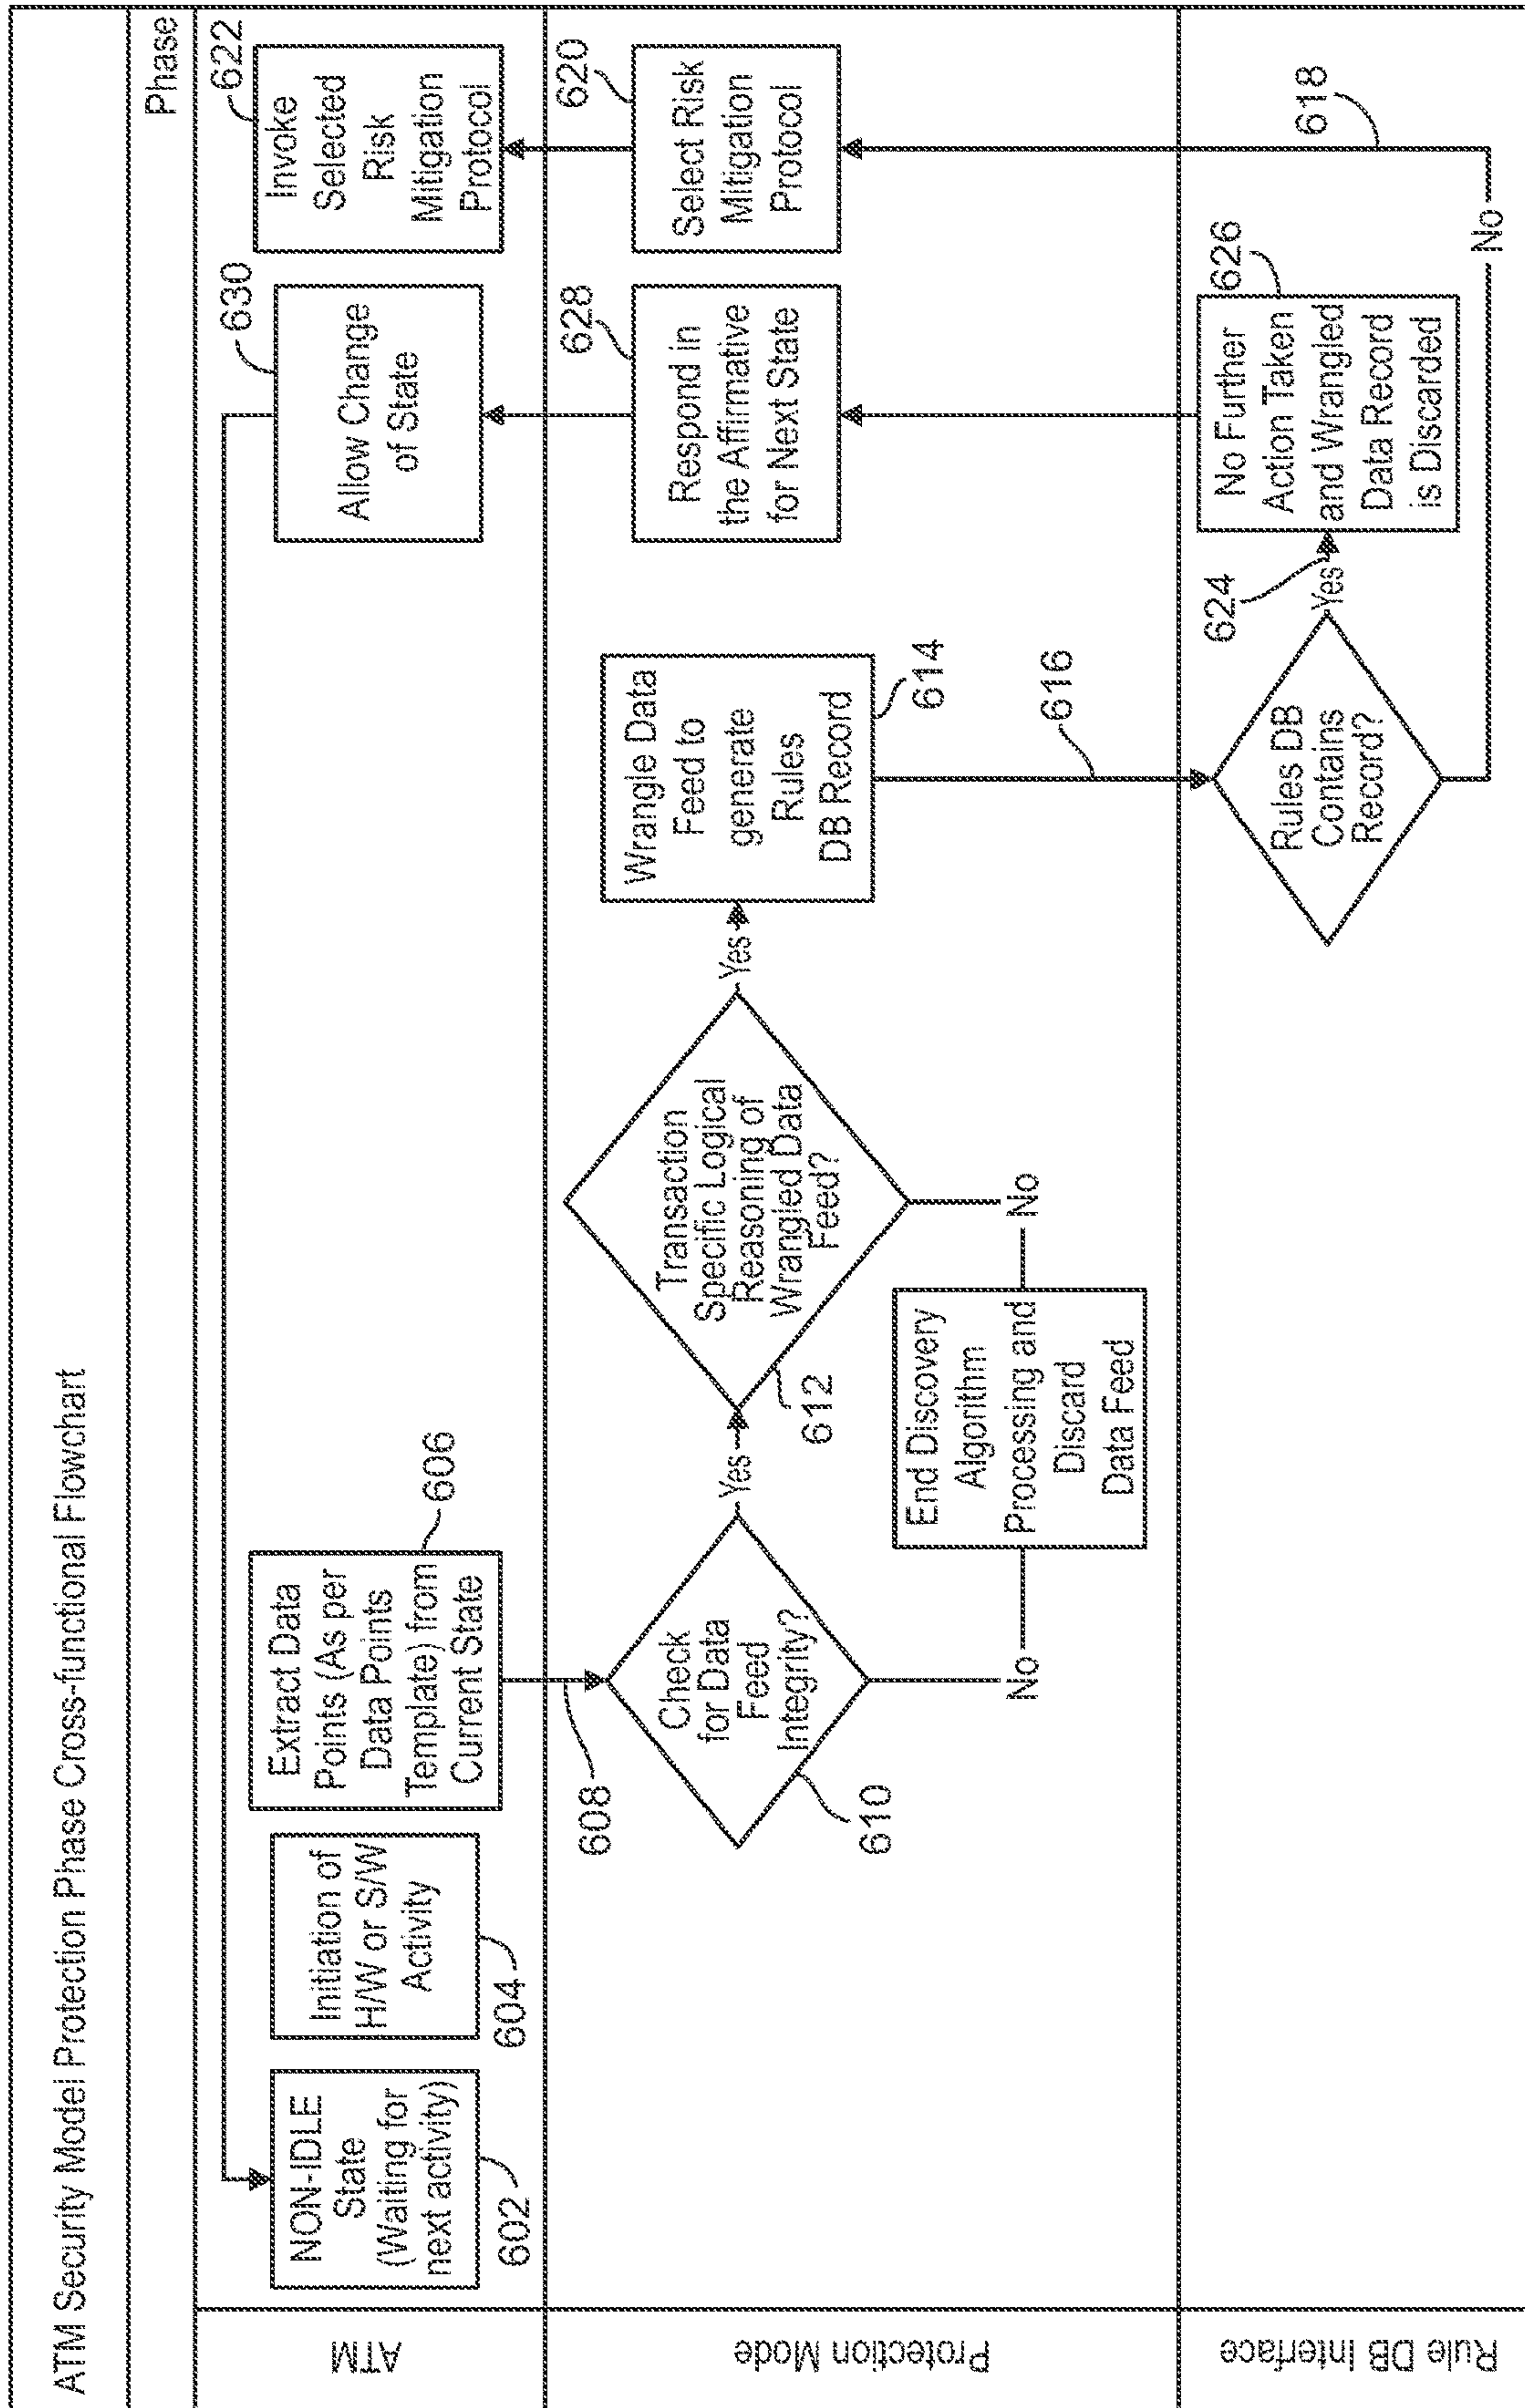 ATM Security Model Protection Phase Cross-functional Flowchart
Phase
ATM
NON-IDLE
State
(Waiting for
next activity)
602
Initiation of
H/W or S/W
Activity
604
Extract Data
Points (As per
Data Points
Template) from
Current State
606
608
Allow Change
of State
630
Invoke
Selected
Risk
Mitigation
Protocol
622
Protection Mode
Check
for Data
Feed
Integrity?
610
Yes
No
Transaction
Specific Logical
Reasoning of
Wrangled Data
Feed?
612
Yes
No
End Discovery
Algorithm
Processing and
Discard
Data Feed
Wrangle Data
Feed to
generate
Rules
DB Record
614
616
Respond in
the Affirmative
for Next State
628
Select Risk
Mitigation
Protocol
620
Rule DB Interface
Rules DB
Contains
Record?
Yes
624
No Further
Action Taken
and Wrangled
Data Record
is Discarded
626
No
618